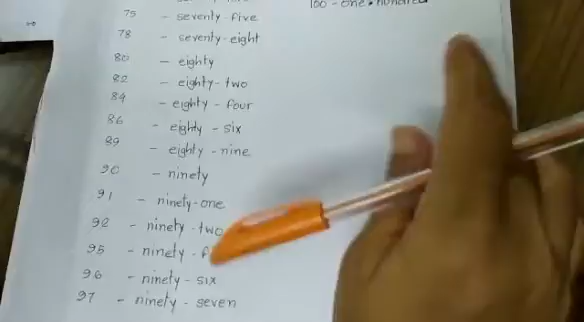 75 - seventy-five
78 - seventy-eight
80 - eighty
82 - eighty-two
84 - eighty-four
86 - eighty-six
89 - eighty-nine
90 - ninety
91 - ninety-one
92 - ninety-two
95 - ninety-
96 - ninety-six
97 - ninety-seven
100 - one hundred